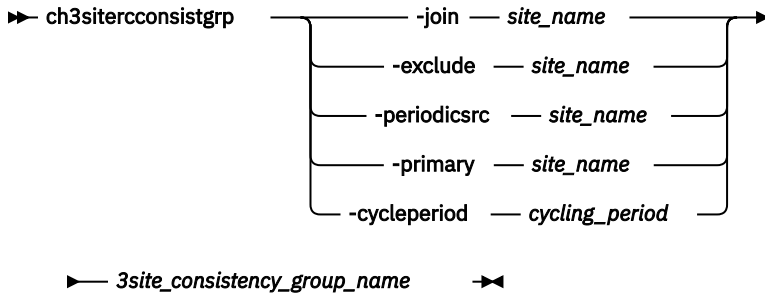 ch3sitercconsistgrp -join site_name
-exclude site_name
-periodicsrc site_name
-primary site_name
-cycleperiod cycling_period
3site_consistency_group_name